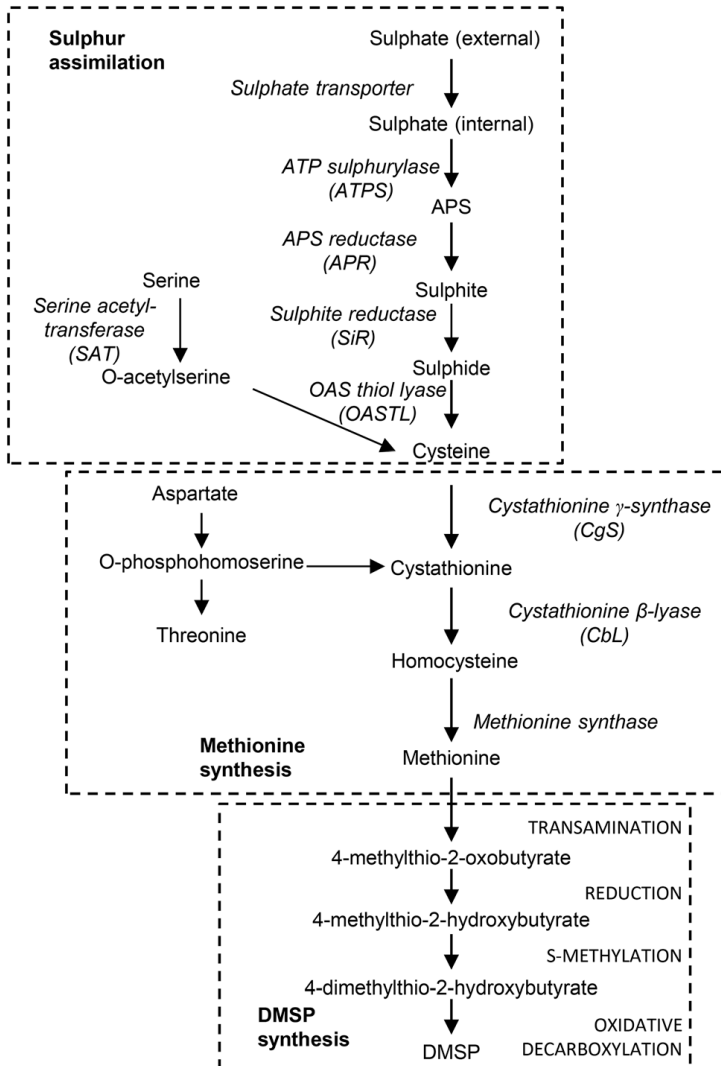 Sulphur
assimilation
Sulphate (external)
Sulphate transporter
Sulphate (internal)
ATP sulphurylase
(ATPS)
APS
APS reductase
(APR)
Serine
Sulphite
Serine acetyl-
transferase
(SAT)
Sulphite reductase
(SiR)
O-acetylserine
Sulphide
OAS thiol lyase
(OASTL)
Cysteine
Aspartate
Cystathionine γ-synthase
(CgS)
O-phosphohomoserine
Cystathionine
Threonine
Cystathionine β-lyase
(CbL)
Homocysteine
Methionine synthase
Methionine
synthesis
Methionine
TRANSAMINATION
4-methylthio-2-oxobutyrate
REDUCTION
4-methylthio-2-hydroxybutyrate
S-METHYLATION
4-dimethylthio-2-hydroxybutyrate
DMSP
synthesis
OXIDATIVE
DECARBOXYLATION
DMSP